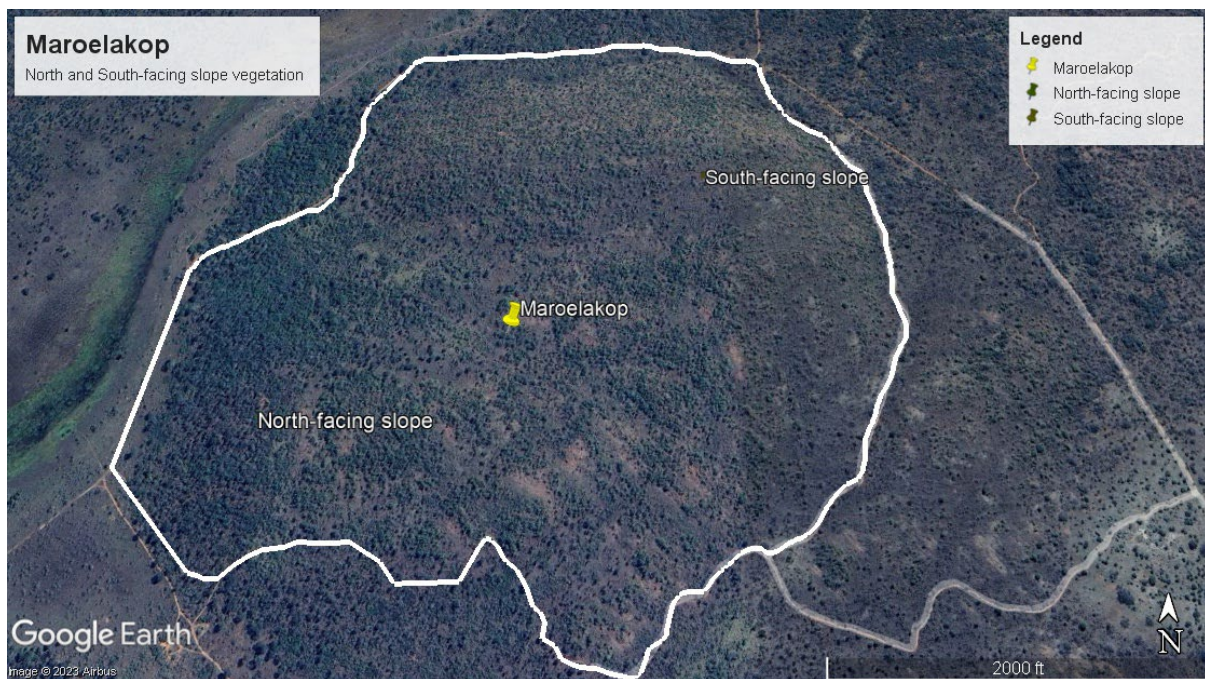 Maroelakop
North and South-facing slope vegetation
Legend
Maroelakop
North-facing slope
South-facing slope
South-facing slope
Maroelakop
North-facing slope
Google Earth
Image © 2023 Airbus
N
2000 ft